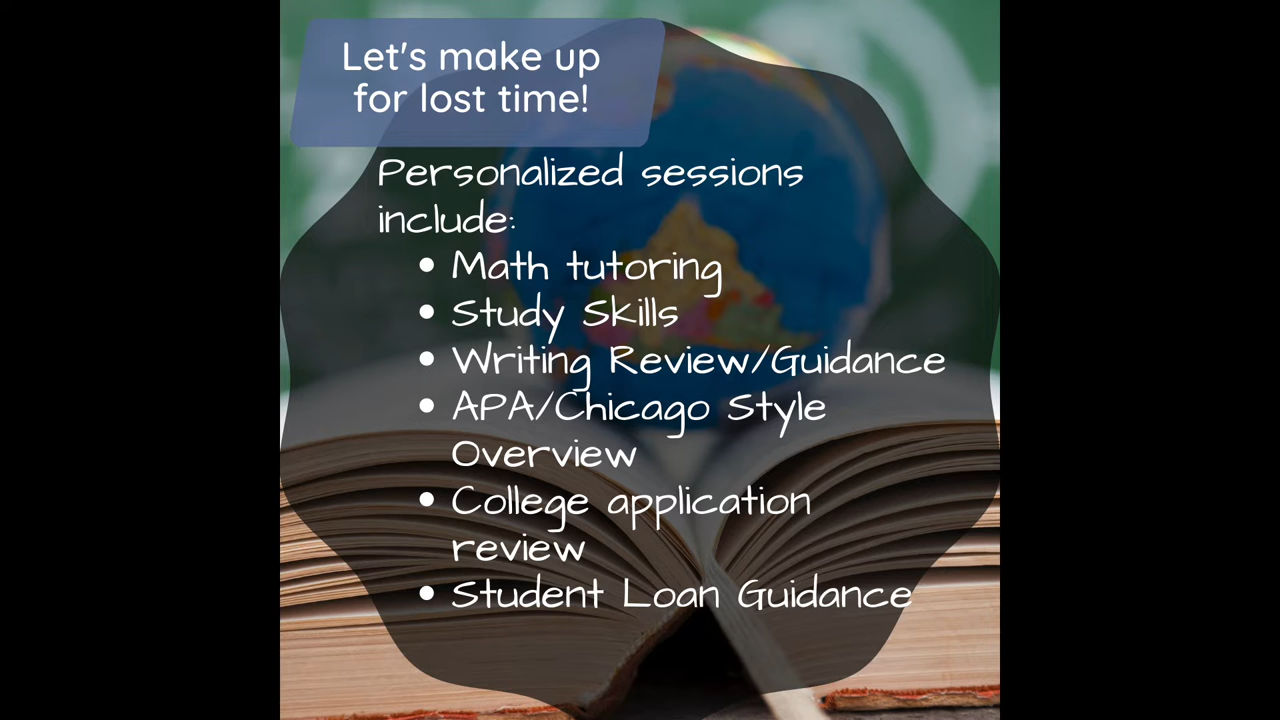 Let's make up
for lost time!
Personalized sessions
include:
• Math tutoring
• Study Skills
• Writing Review/Guidance
• APA/Chicago Style
Overview
• College application
review
• Student Loan Guidance